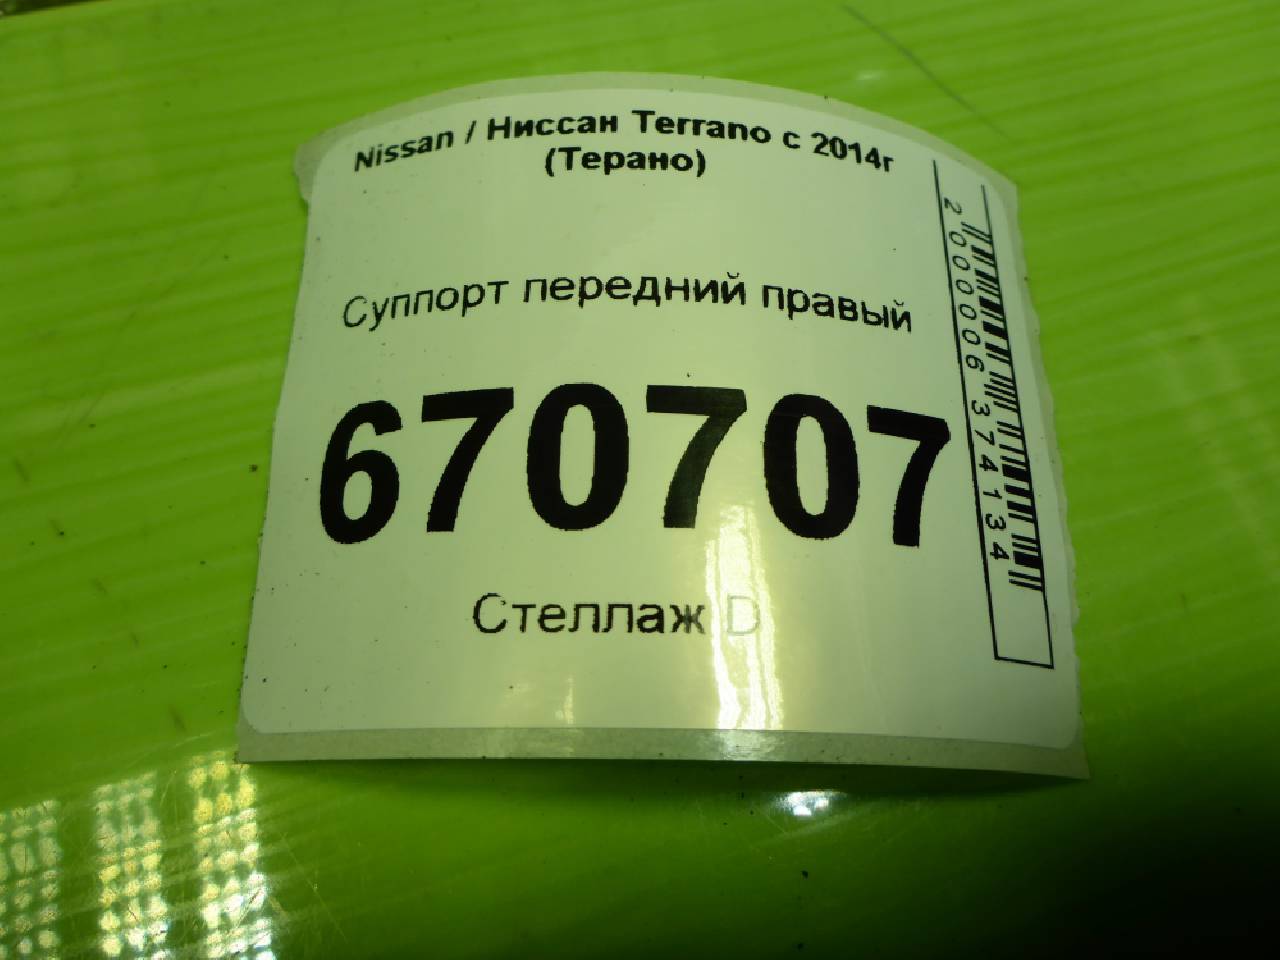 Nissan / Ниссан Terrano с 2014г
(Терано)
Суппорт передний правый
670707
Стеллаж D
2000006374134